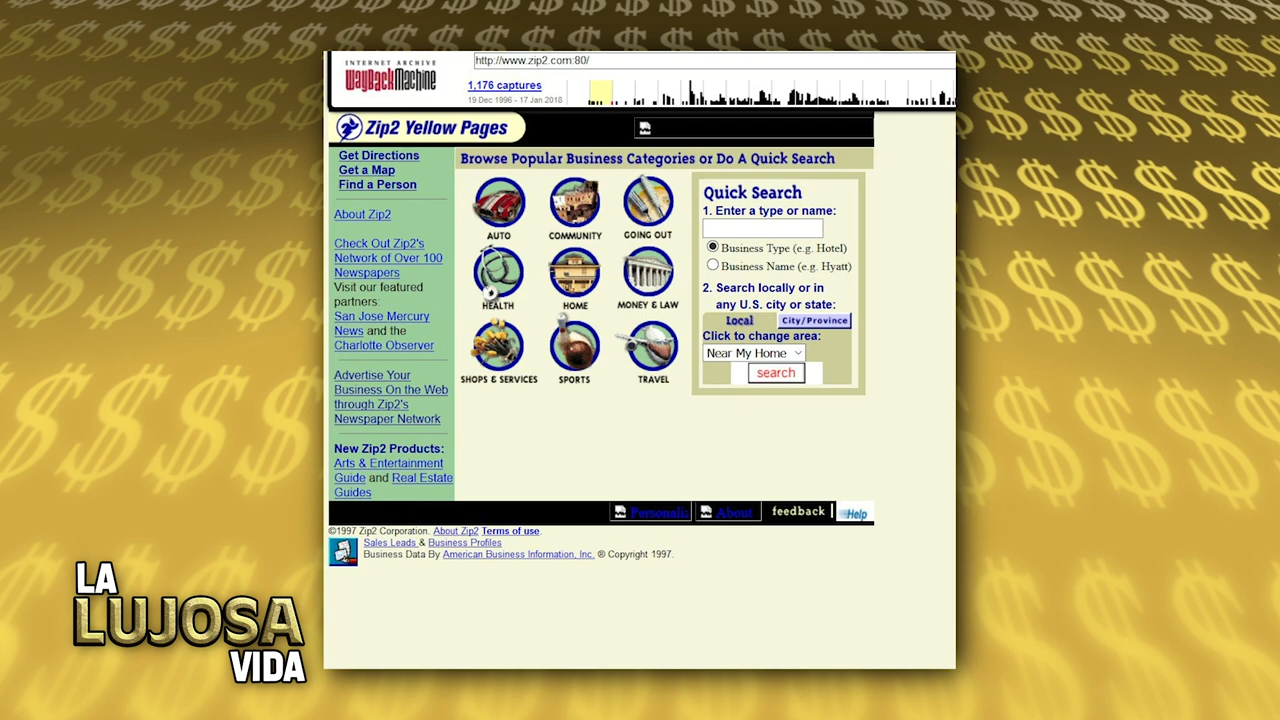 INTERNET ARCHIVE
WayBackMachine
http://www.zip2.com:80/
1,176 captures
19 Dec 1996 - 17 Jan 2018
Zip2 Yellow Pages
Get Directions
Get a Map
Find a Person
About Zip2
Check Out Zip2's
Network of Over 100
Newspapers
Visit our featured
partners:
San Jose Mercury
News and the
Charlotte Observer
Advertise Your
Business On the Web
through Zip2's
Newspaper Network
New Zip2 Products:
Arts & Entertainment
Guide and Real Estate
Guides
Browse Popular Business Categories or Do A Quick Search
AUTO COMMUNITY GOING OUT
HEALTH HOME MONEY & LAW
SHOPS & SERVICES SPORTS TRAVEL
Quick Search
1. Enter a type or name:
Business Type (e.g. Hotel)
Business Name (e.g. Hyatt)
2. Search locally or in
any U.S. city or state:
Local City/Province
Click to change area:
Near My Home
search
Personaliz About feedback Help
©1997 Zip2 Corporation. About Zip2 Terms of use.
Sales Leads & Business Profiles
Business Data By American Business Information, Inc. ® Copyright 1997.
LA
LUJOSA
VIDA